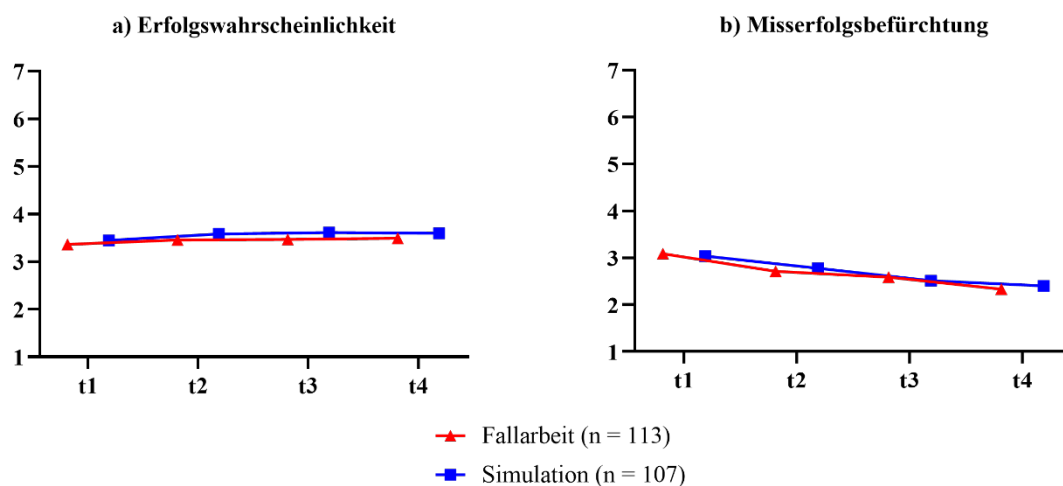 a) Erfolgswahrscheinlichkeit
7
6
5
4
3
2
1
t1 t2 t3 t4
b) Misserfolgsbefürchtung
7
6
5
4
3
2
1
t1 t2 t3 t4
Fallarbeit (n = 113)
Simulation (n = 107)